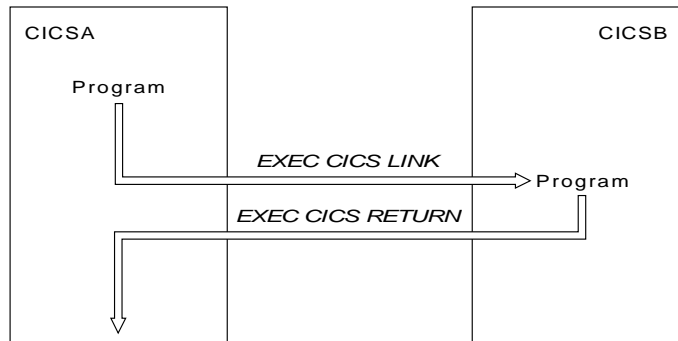 CICSA
CICSB
Program
EXEC CICS LINK
Program
EXEC CICS RETURN